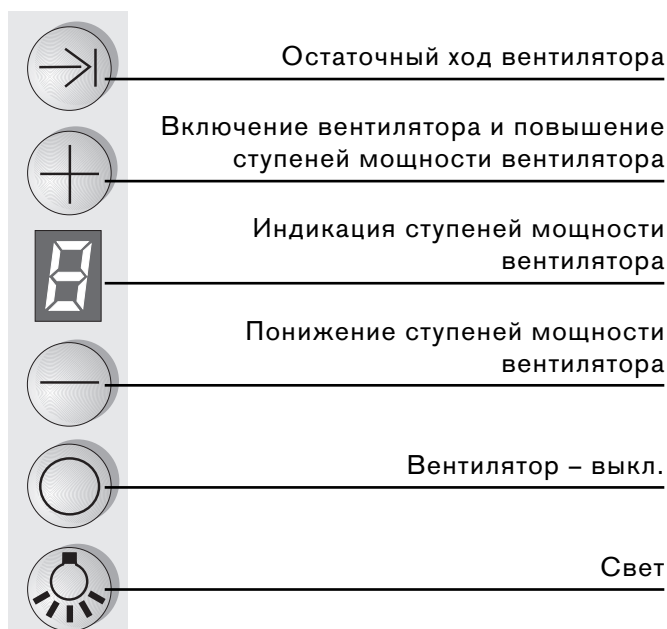 Остаточный ход вентилятора
Включение вентилятора и повышение
ступеней мощности вентилятора
8
Индикация ступеней мощности
вентилятора
Понижение ступеней мощности
вентилятора
Вентилятор – выкл.
Свет